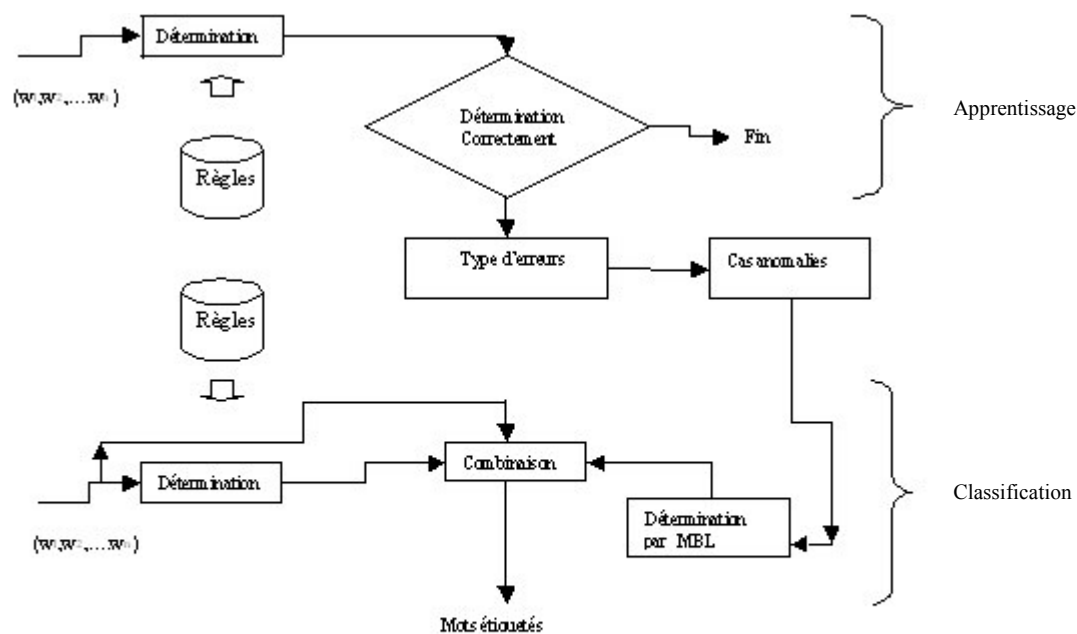 Détermination
(w1,w2,....wn)
Détermination
Correctement
Fin
Apprentissage
Règles
Type d'erreurs
Cas anomalies
Règles
Combinaison
Détermination
Détermination
par MBL
Classification
(w1,w2,....wn)
Mots étiquetés